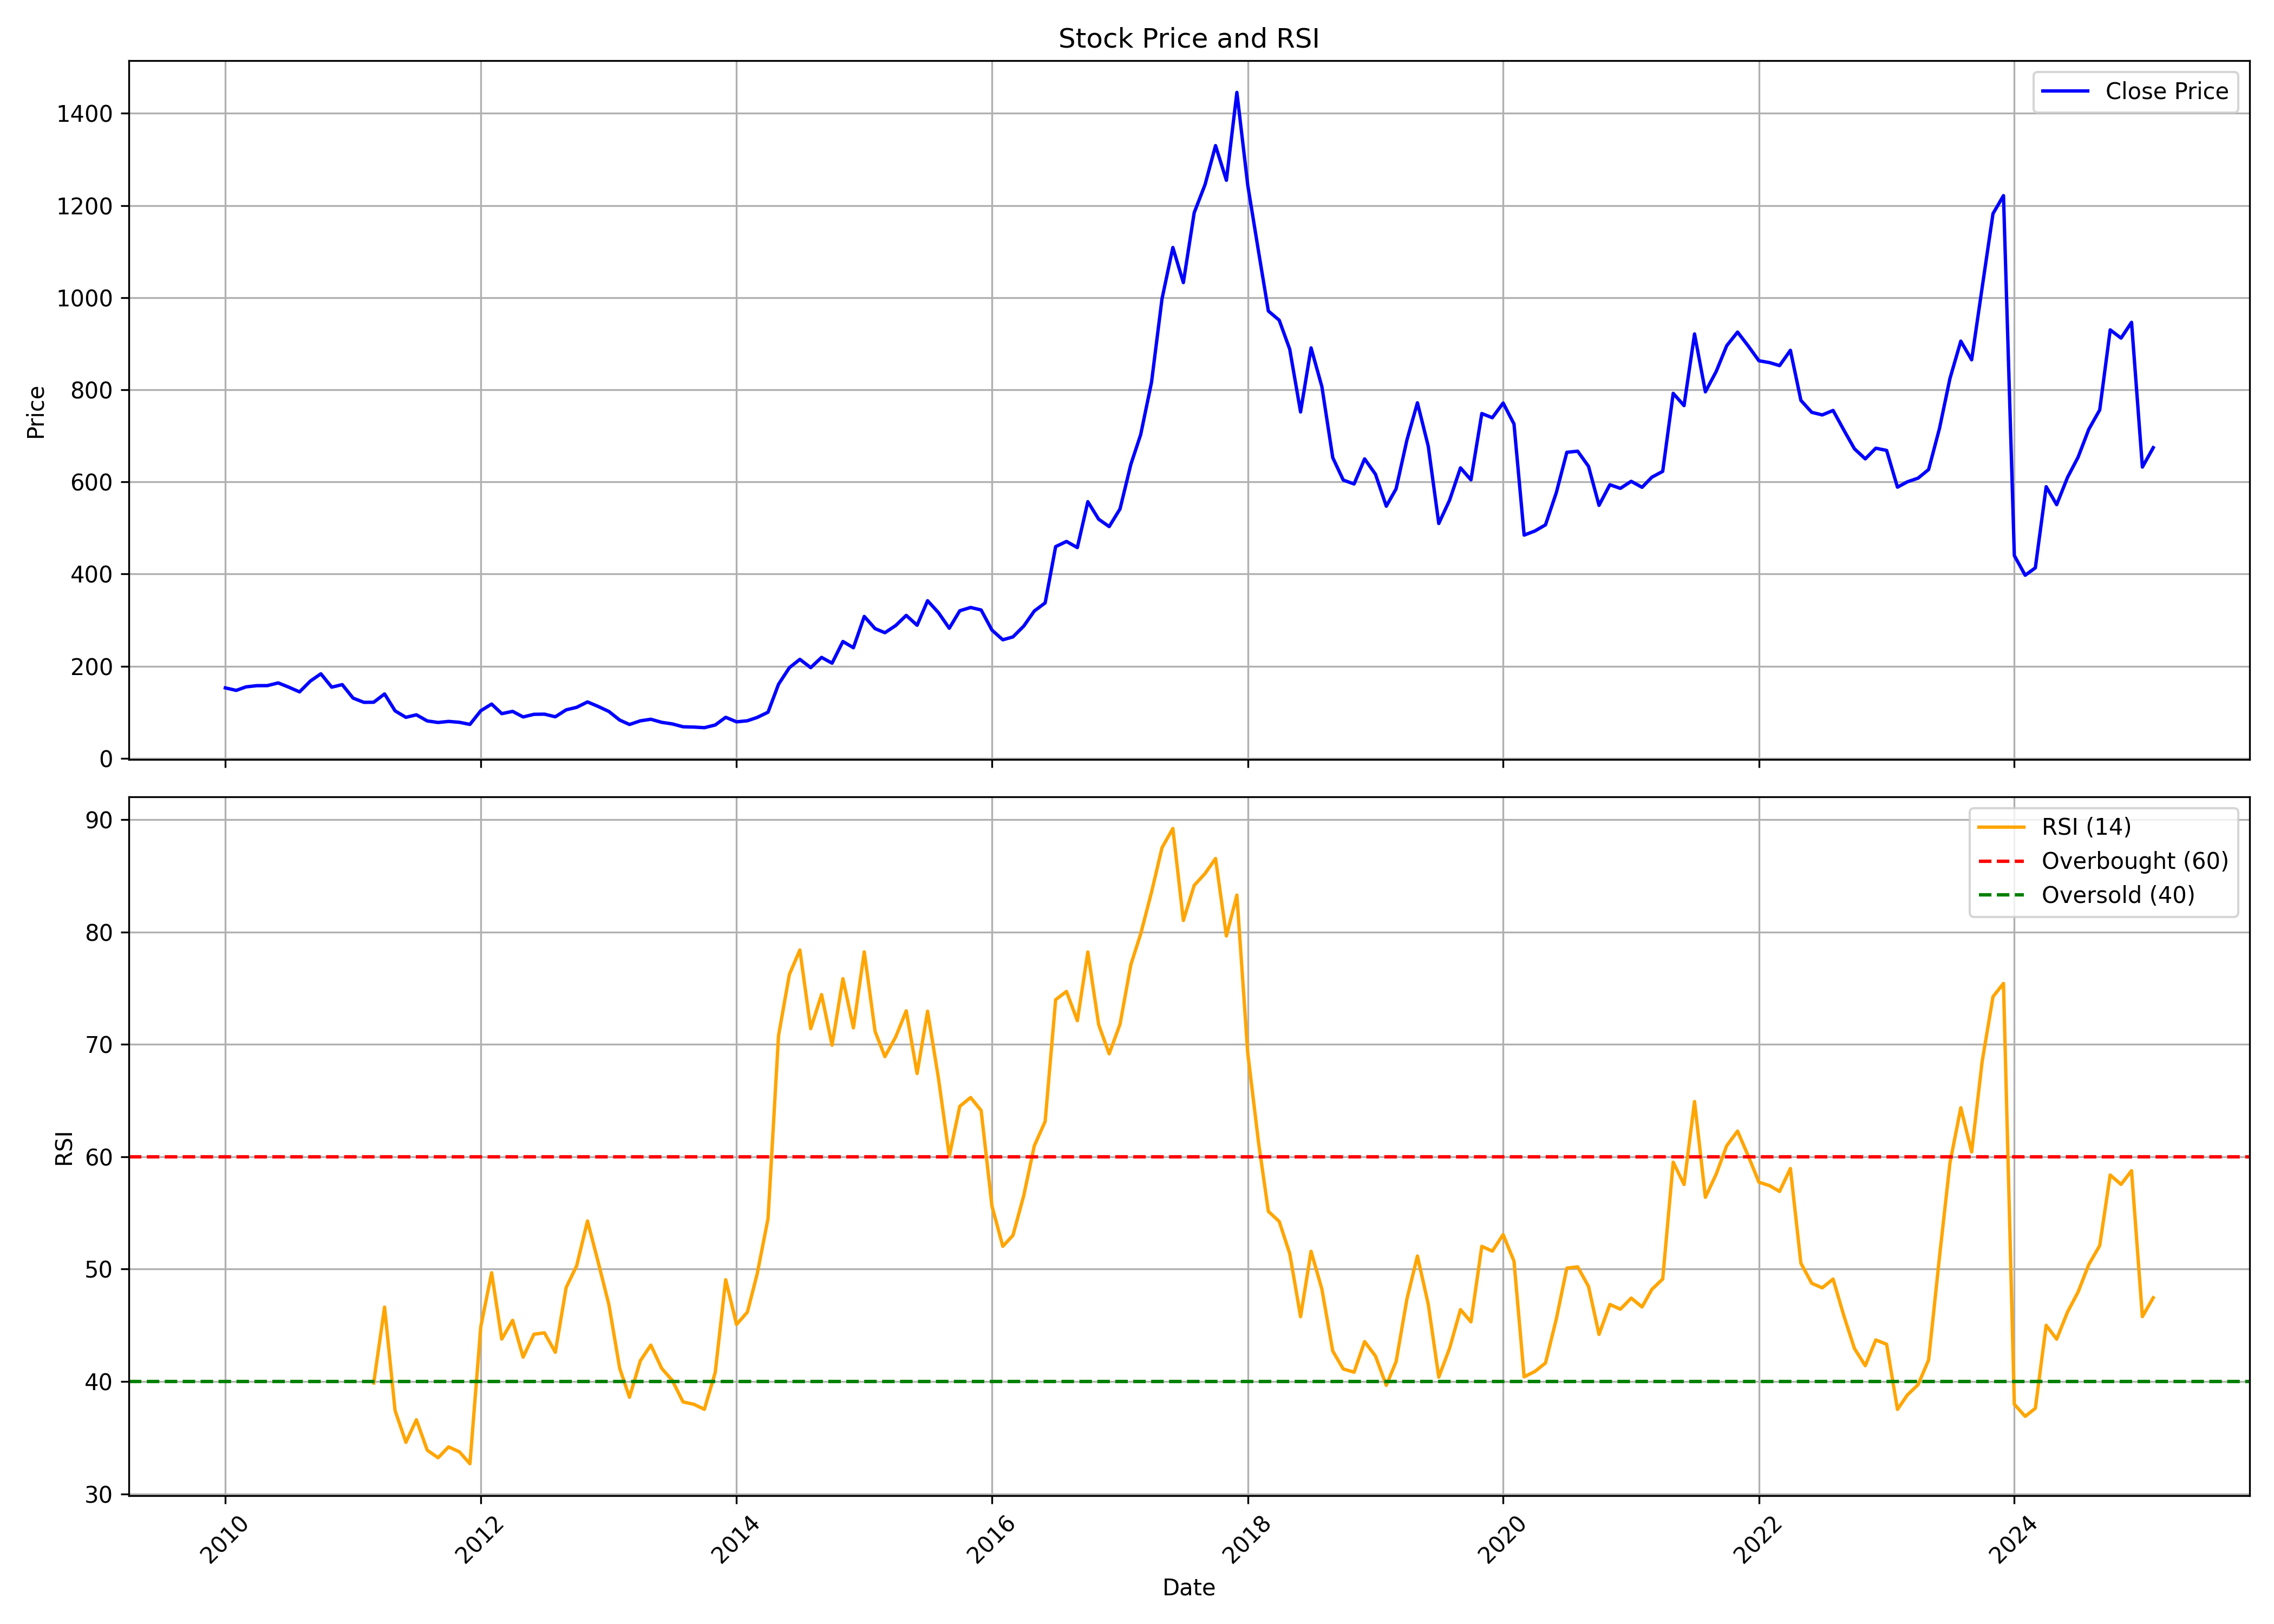 Stock Price and RSI
Close Price
Price
1400
1200
1000
800
600
400
200
0
RSI (14)
Overbought (60)
Oversold (40)
RSI
90
80
70
60
50
40
30
2010
2012
2014
2016
2018
2020
2022
2024
Date